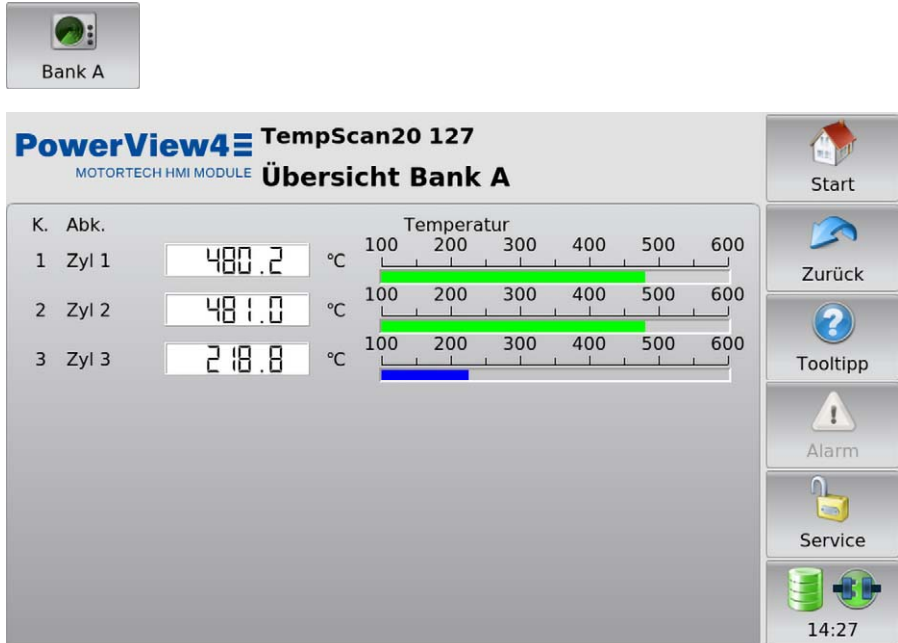 Bank A
PowerView4
MOTORTECH HMI MODULE
TempScan20 127
Übersicht Bank A
Start
K. Abk. Temperatur
1 Zyl 1 480.2 °C 100 200 300 400 500 600
2 Zyl 2 481.0 °C 100 200 300 400 500 600
3 Zyl 3 218.8 °C 100 200 300 400 500 600
Zurück
Tooltipp
Alarm
Service
14:27